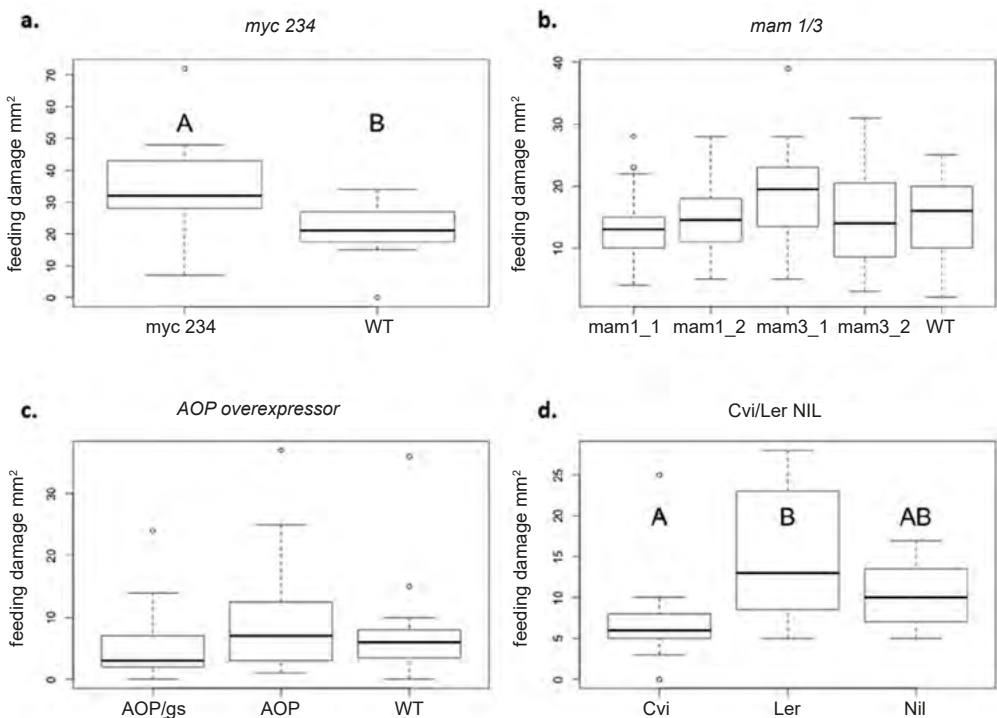 a.
myc 234
feeding damage mm²
0 10 20 30 40 50 60 70
A
B
myc 234 WT
b.
mam 1/3
feeding damage mm²
10 20 30 40
mam1_1 mam1_2 mam3_1 mam3_2 WT
c.
AOP overexpressor
feeding damage mm²
0 10 20 30
AOP/gs AOP WT
d.
Cvi/Ler NIL
feeding damage mm²
0 5 10 15 20 25
A B AB
Cvi Ler Nil